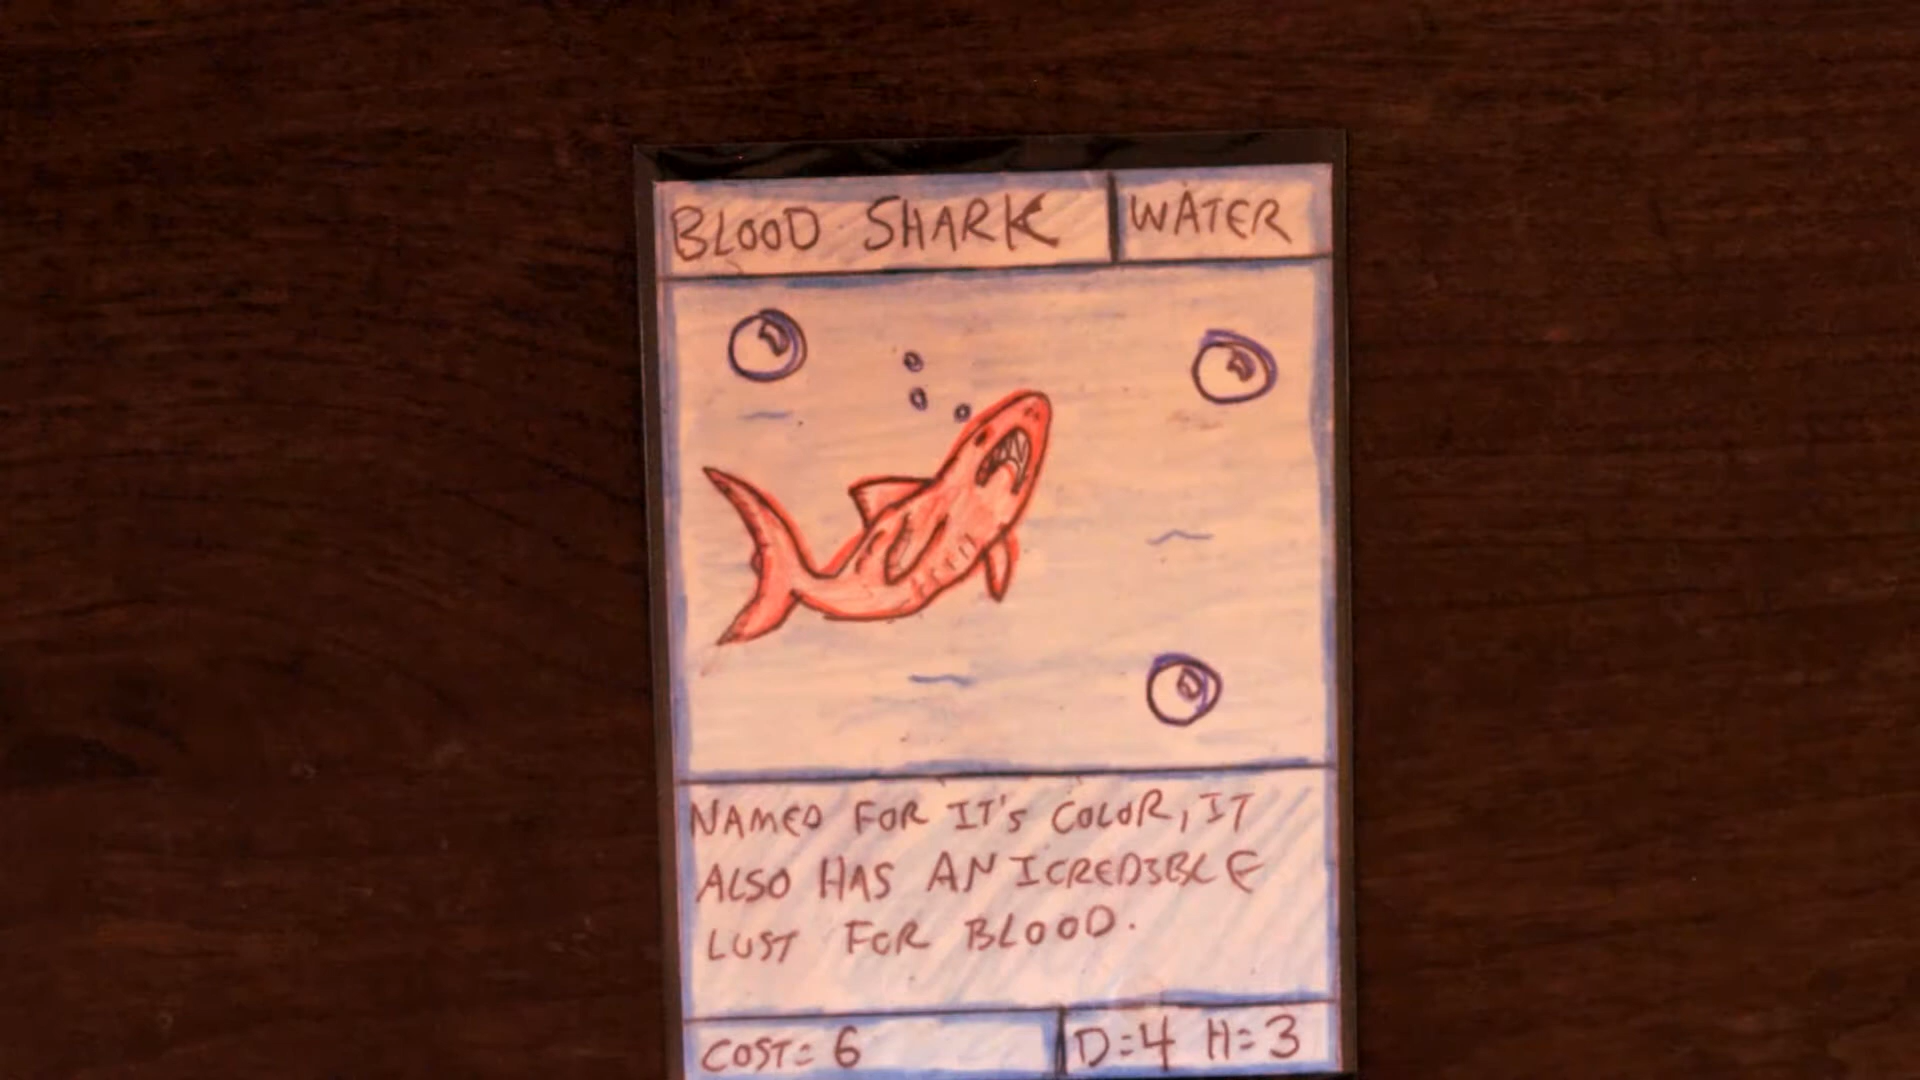 BLOOD SHARK WATER
NAMED FOR IT'S COLOR, IT
ALSO HAS AN ICREDIBLE
LUST FOR BLOOD.
COST= 6 D=4 H=3